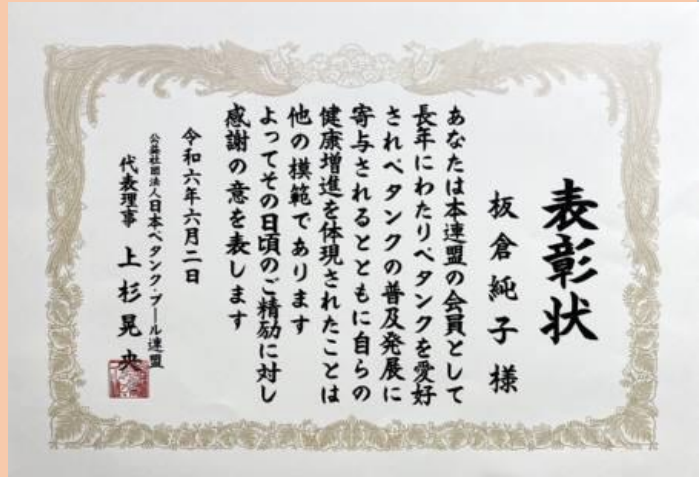 表彰状
板倉純子様
あなたは本連盟の会員として
長年にわたりペタンクを愛好
されペタンクの普及発展に
寄与されるとともに自らの
健康増進を体現されたことは
他の模範であります
よってその日頃のご精励に対し
感謝の意を表します
令和六年六月二日
公益社団法人日本ペタンク・ブール連盟
代表理事 上杉晃央